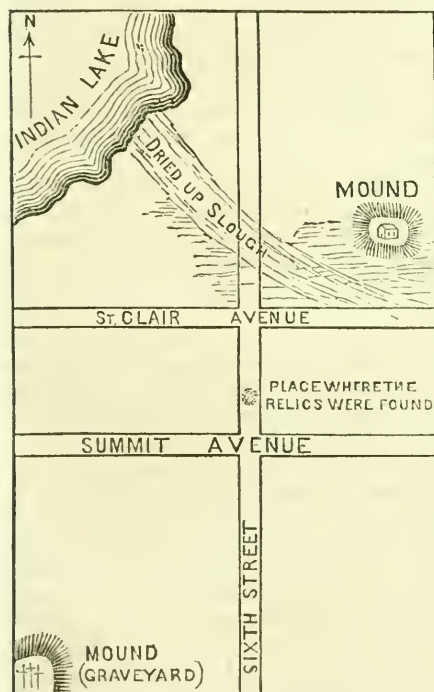 N
INDIAN LAKE
DRIED UP SLOUGH
MOUND
ST. CLAIR AVENUE
PLACE WHERE THE
RELICS WERE FOUND
SUMMIT AVENUE
SIXTH STREET
MOUND
(GRAVEYARD)